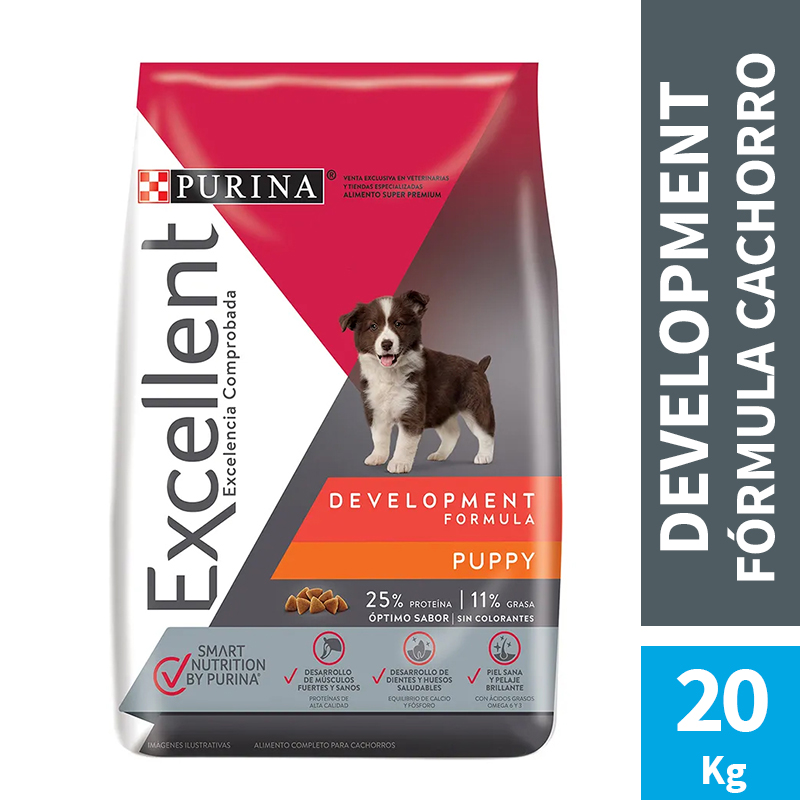 PURINA®
VENTA EXCLUSIVA EN VETERINARIAS
Y TIENDAS ESPECIALIZADAS
ALIMENTO SUPER PREMIUM
Excellent
Excelencia Comprobada
DEVELOPMENT
FORMULA
PUPPY
25% PROTEÍNA | 11% GRASA
ÓPTIMO SABOR | SIN COLORANTES
SMART
NUTRITION
BY PURINA®
DESARROLLO
DE MÚSCULOS
FUERTES Y SANOS
PROTEÍNAS DE
ALTA CALIDAD
DESARROLLO DE
DIENTES Y HUESOS
SALUDABLES
EQUILIBRIO DE CALCIO
Y FÓSFORO
PIEL SANA
Y PELAJE
BRILLANTE
CON ÁCIDOS GRASOS
OMEGA 6 Y 3
IMÁGENES ILUSTRATIVAS
ALIMENTO COMPLETO PARA CACHORROS
DEVELOPMENT
FÓRMULA CACHORRO
20
Kg